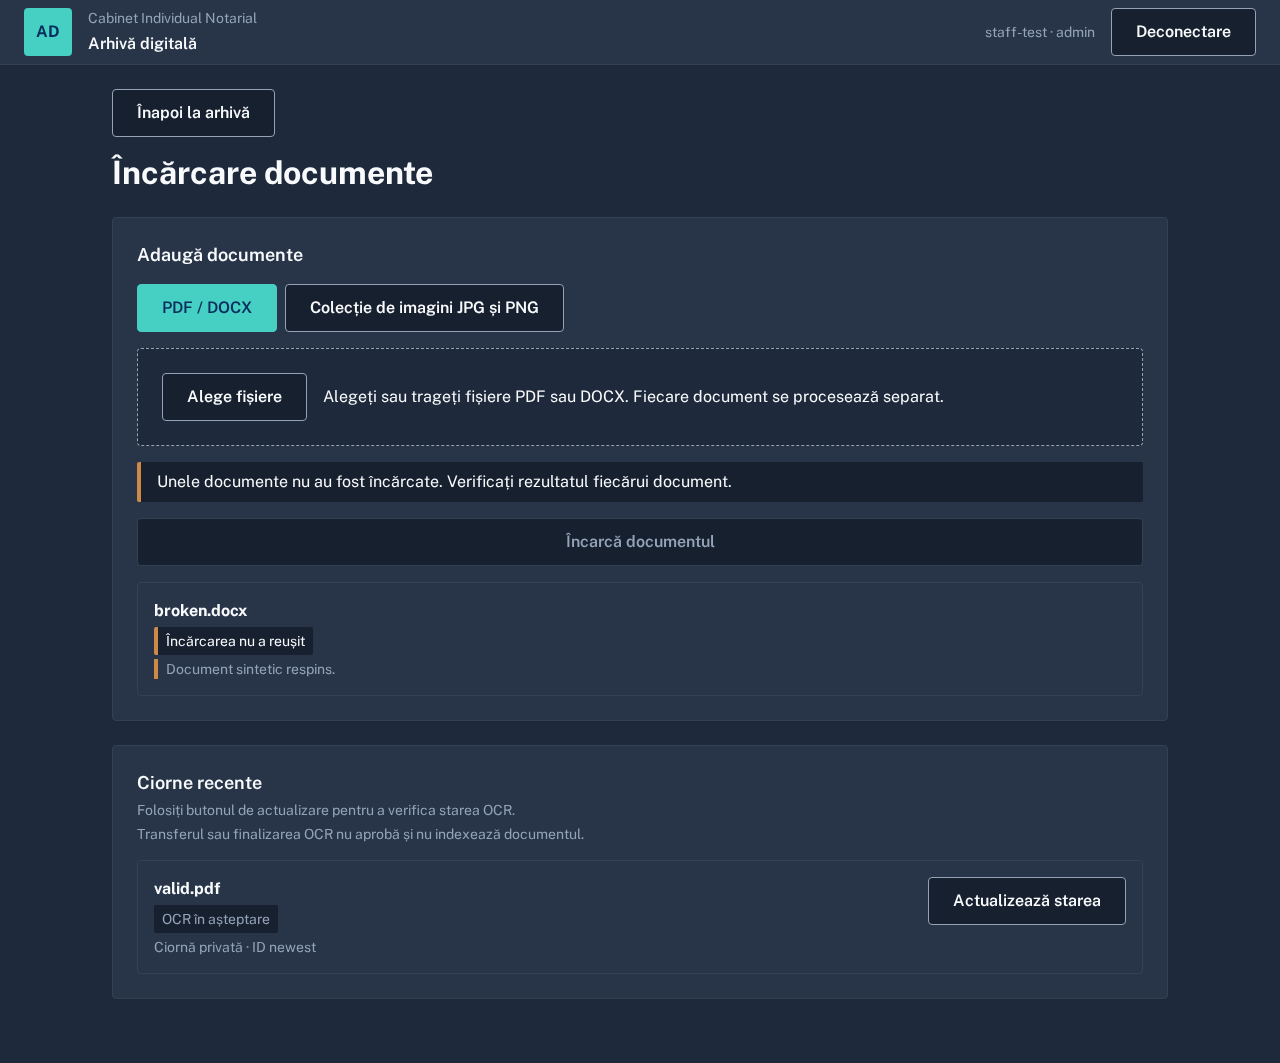 AD
Cabinet Individual Notarial
Arhivă digitală
staff-test · admin
Deconectare
Înapoi la arhivă
Încărcare documente
Adaugă documente
PDF / DOCX
Colecție de imagini JPG și PNG
Alege fișiere
Alegeți sau trageți fișiere PDF sau DOCX. Fiecare document se procesează separat.
Unele documente nu au fost încărcate. Verificați rezultatul fiecărui document.
Încarcă documentul
broken.docx
Încărcarea nu a reușit
Document sintetic respins.
Ciorne recente
Folosiți butonul de actualizare pentru a verifica starea OCR.
Transferul sau finalizarea OCR nu aprobă și nu indexează documentul.
valid.pdf
Actualizează starea
OCR în așteptare
Ciornă privată · ID newest